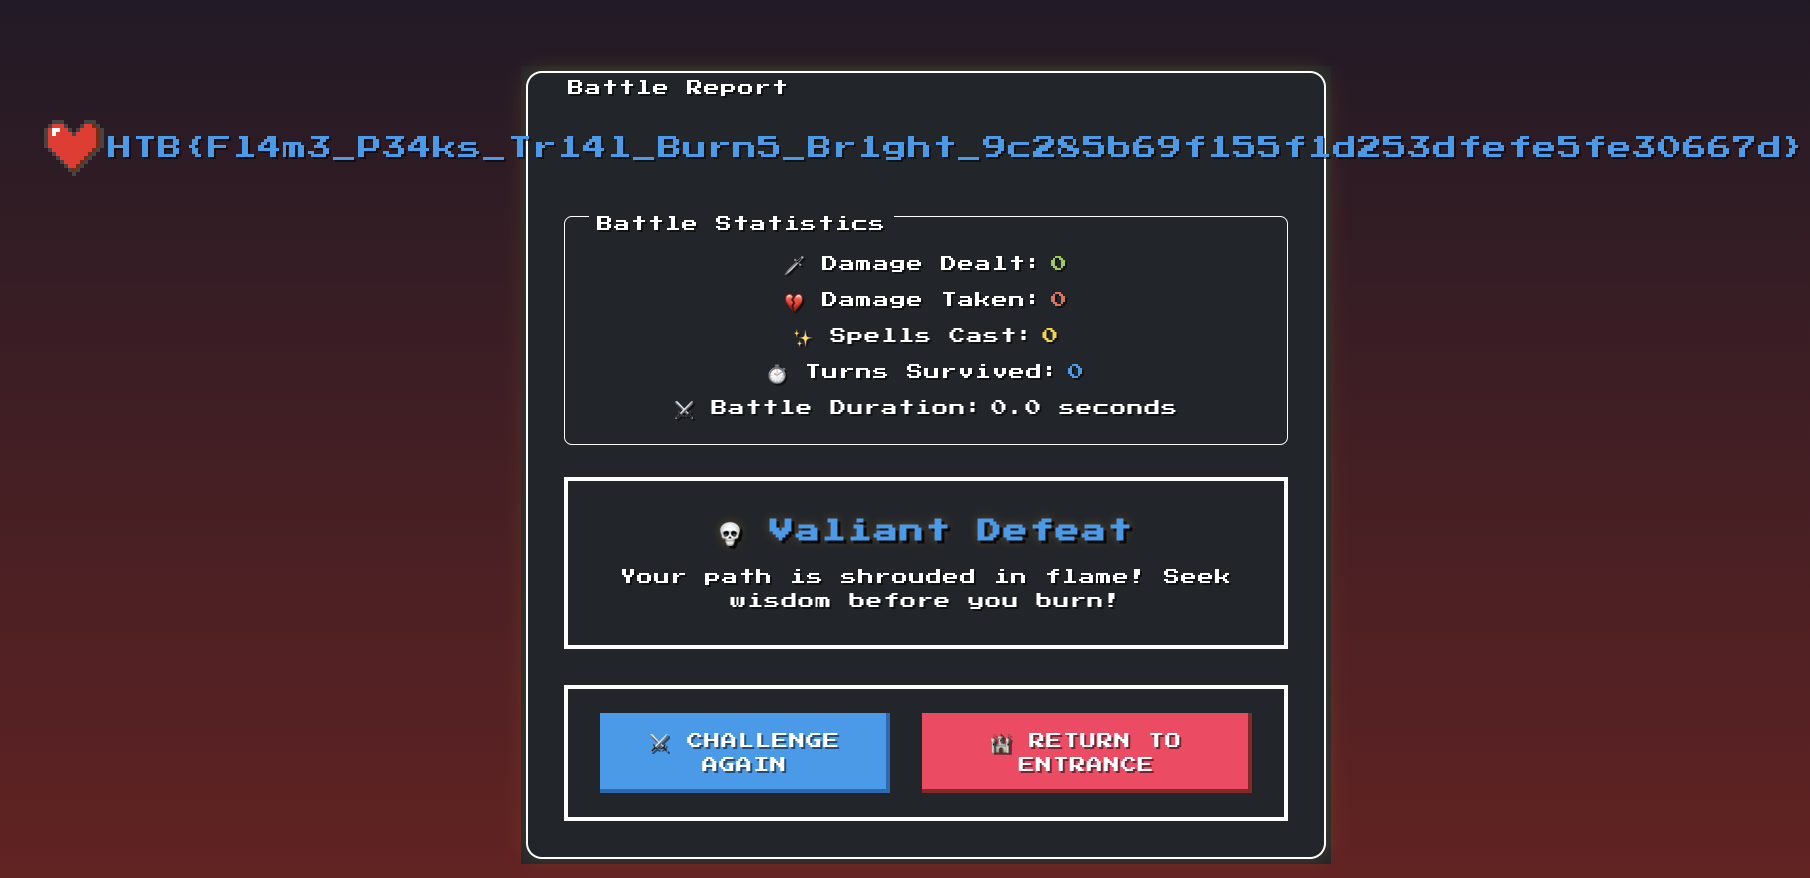 Battle Report
HTB{Fl4m3_P34ks_Tr14l_Burn5_Br1ght_9c285b69f155f1d253dfefe5fe30667d}
Battle Statistics
Damage Dealt: 0
Damage Taken: 0
Spells Cast: 0
Turns Survived: 0
Battle Duration: 0.0 seconds
Valiant Defeat
Your path is shrouded in flame! Seek
wisdom before you burn!
CHALLENGE
AGAIN
RETURN TO
ENTRANCE